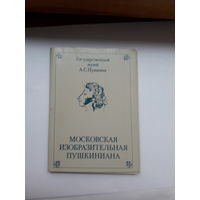 Государственный
музей
А.С.Пушкина
МОСКОВСКАЯ
ИЗОБРАЗИТЕЛЬНАЯ
ПУШКИНИАНА